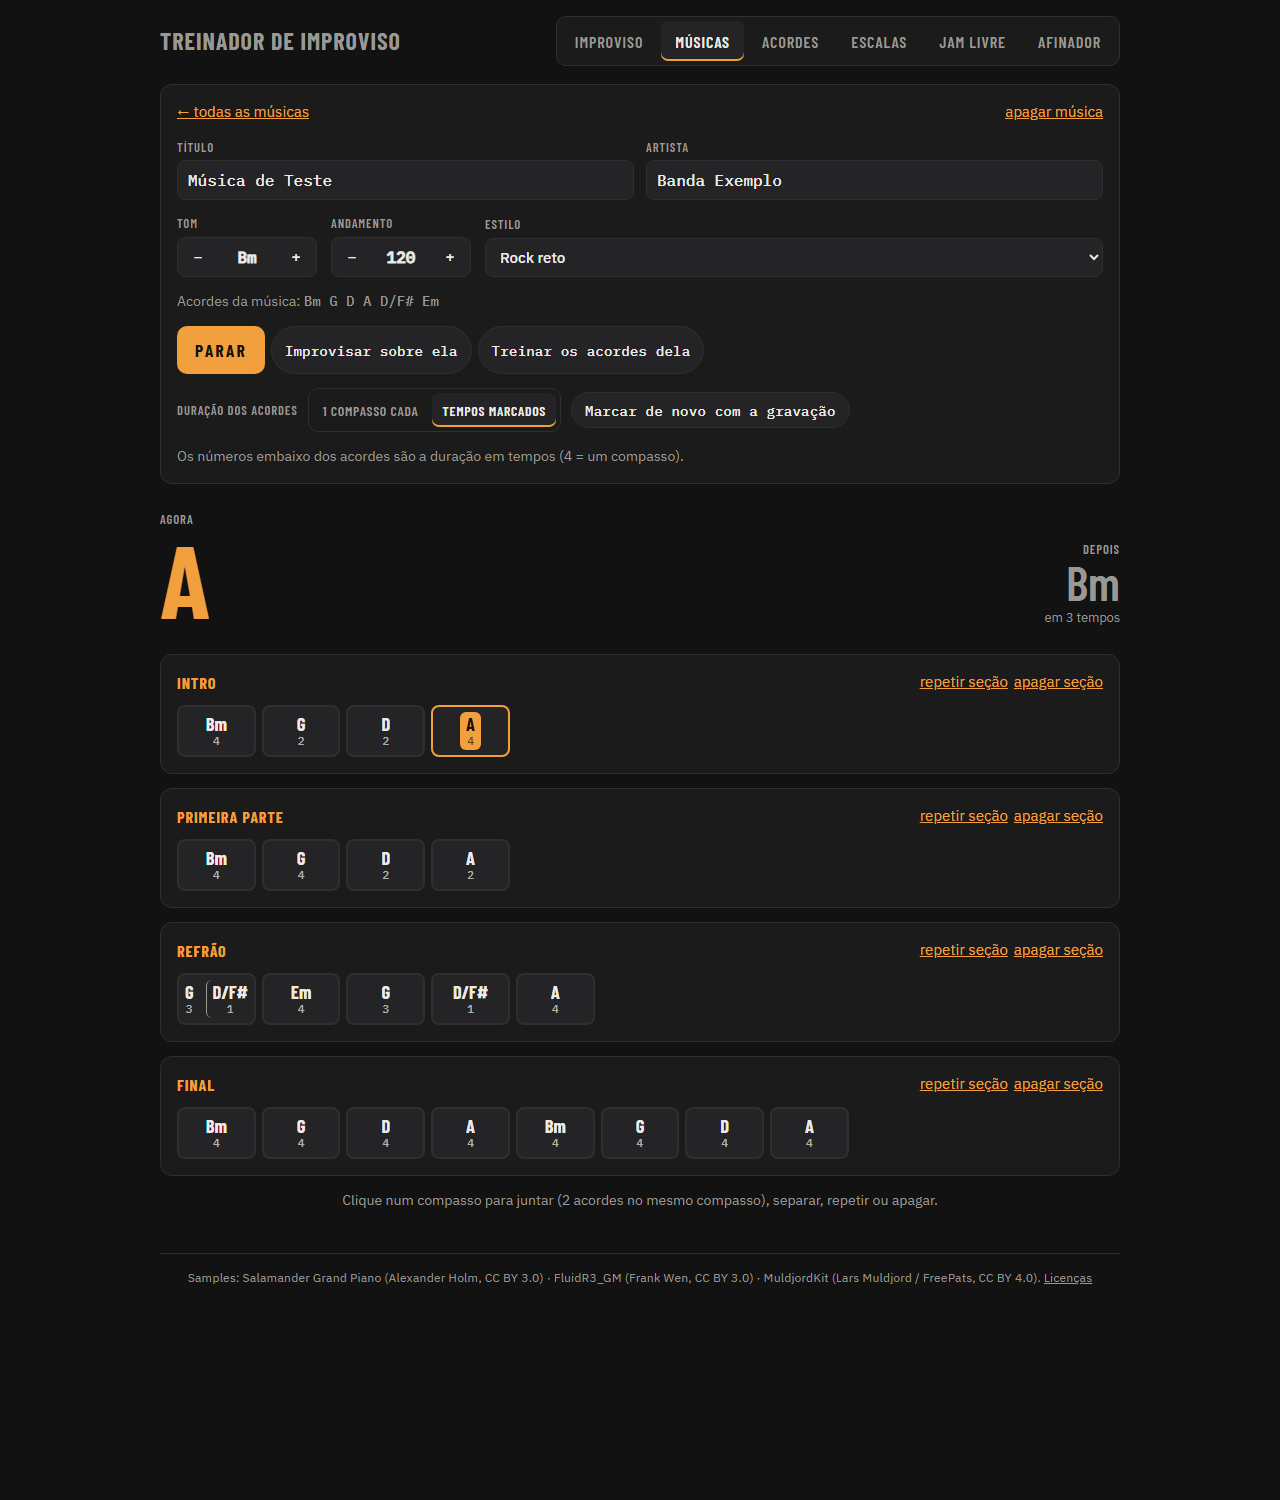 TREINADOR DE IMPROVISO
IMPROVISO MÚSICAS ACORDES ESCALAS JAM LIVRE AFINADOR
← todas as músicas apagar música
TÍTULO ARTISTA
Música de Teste Banda Exemplo
TOM ANDAMENTO ESTILO
− Bm + − 120 + Rock reto
Acordes da música: Bm G D A D/F# Em
PARAR Improvisar sobre ela Treinar os acordes dela
DURAÇÃO DOS ACORDES 1 COMPASSO CADA TEMPOS MARCADOS Marcar de novo com a gravação
Os números embaixo dos acordes são a duração em tempos (4 = um compasso).
AGORA
A
DEPOIS
Bm
em 3 tempos
INTRO repetir seção apagar seção
Bm G D A
4 2 2 4
PRIMEIRA PARTE repetir seção apagar seção
Bm G D A
4 4 2 2
REFRÃO repetir seção apagar seção
G D/F# Em G D/F# A
3 1 4 3 1 4
FINAL repetir seção apagar seção
Bm G D A Bm G D A
4 4 4 4 4 4 4 4
Clique num compasso para juntar (2 acordes no mesmo compasso), separar, repetir ou apagar.
Samples: Salamander Grand Piano (Alexander Holm, CC BY 3.0) · FluidR3_GM (Frank Wen, CC BY 3.0) · MuldjordKit (Lars Muldjord / FreePats, CC BY 4.0). Licenças